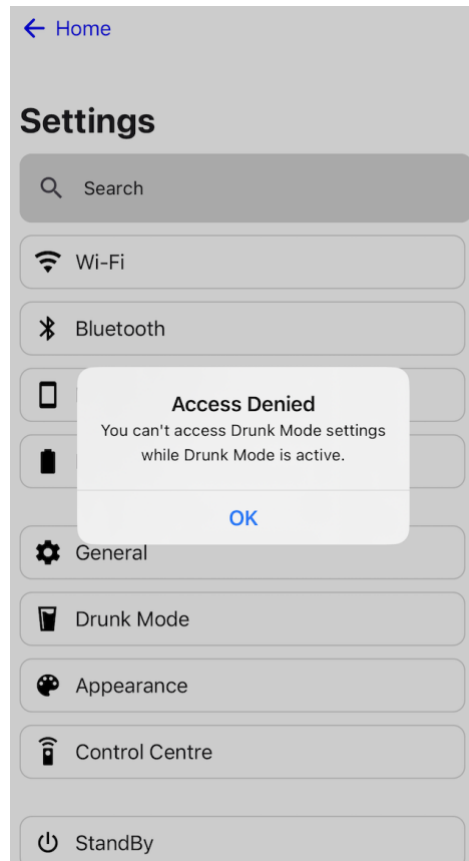 Home
Settings
Search
Wi-Fi
Bluetooth
Access Denied
You can't access Drunk Mode settings
while Drunk Mode is active.
OK
General
Drunk Mode
Appearance
Control Centre
StandBy